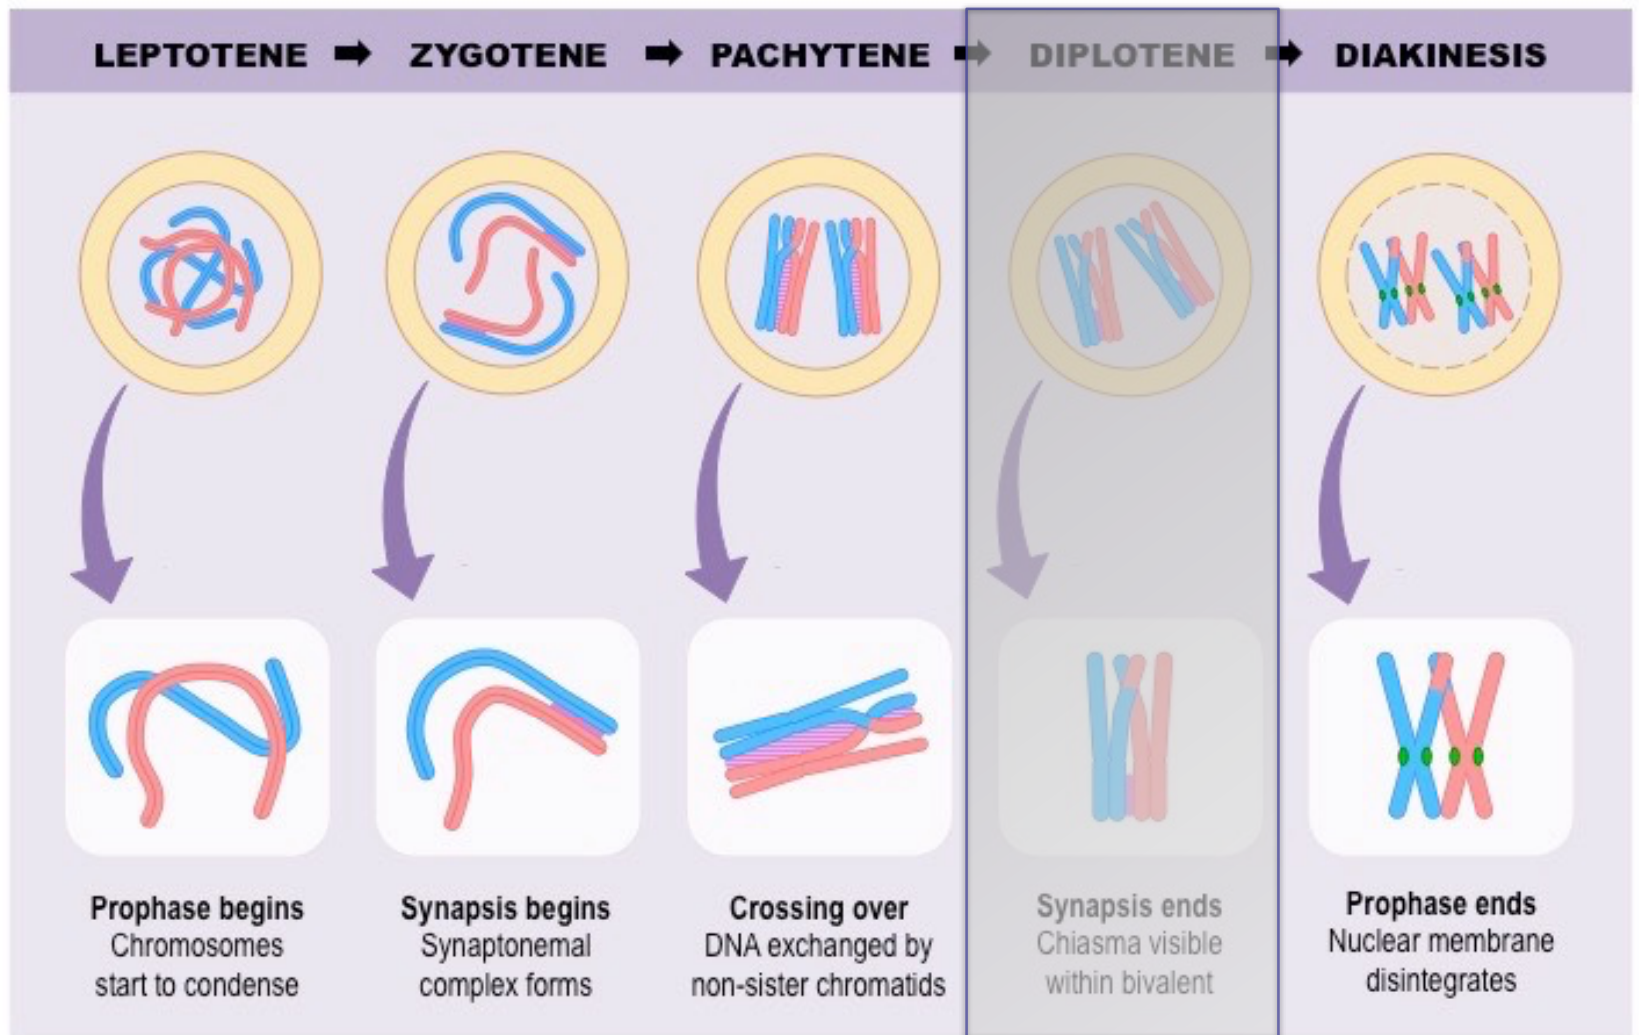 LEPTOTENE → ZYGOTENE → PACHYTENE → DIPLOTENE → DIAKINESIS
Prophase begins
Chromosomes
start to condense
Synapsis begins
Synaptonemal
complex forms
Crossing over
DNA exchanged by
non-sister chromatids
Synapsis ends
Chiasma visible
within bivalent
Prophase ends
Nuclear membrane
disintegrates